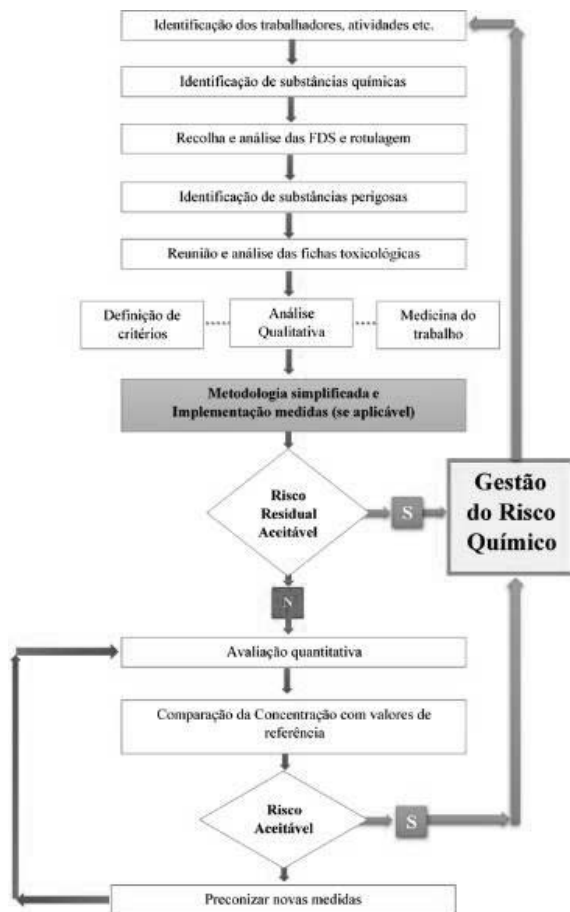 Identificação dos trabalhadores, atividades etc.
Identificação de substâncias químicas
Recolha e análise das FDS e rotulagem
Identificação de substâncias perigosas
Reunião e análise das fichas toxicológicas
Definição de
critérios
Análise
Qualitativa
Medicina do
trabalho
Metodologia simplificada e
Implementação medidas (se aplicável)
Risco
Residual
Aceitável
S
Gestão
do Risco
Químico
N
Avaliação quantitativa
Comparação da Concentração com valores de
referência
Risco
Aceitável
S
Preconizar novas medidas